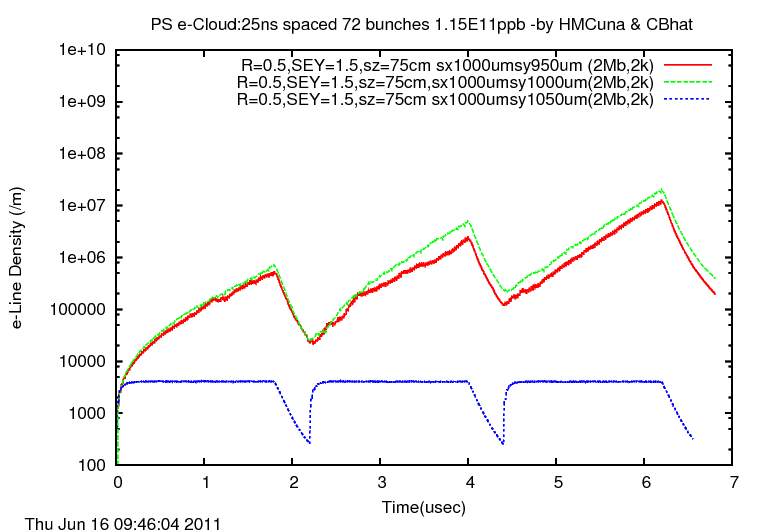 PS e-Cloud:25ns spaced 72 bunches 1.15E11ppb -by HMCuna & CBhat
R=0.5,SEY=1.5,sz=75cm sx1000umsy950um (2Mb,2k)
R=0.5,SEY=1.5,sz=75cm,sx1000umsy1000um(2Mb,2k)
R=0.5,SEY=1.5,sz=75cm sx1000umsy1050um(2Mb,2k)
1e+10
1e+09
1e+08
1e+07
1e+06
100000
10000
1000
100
e-Line Density (/m)
0 1 2 3 4 5 6 7
Time(usec)
Thu Jun 16 09:46:04 2011